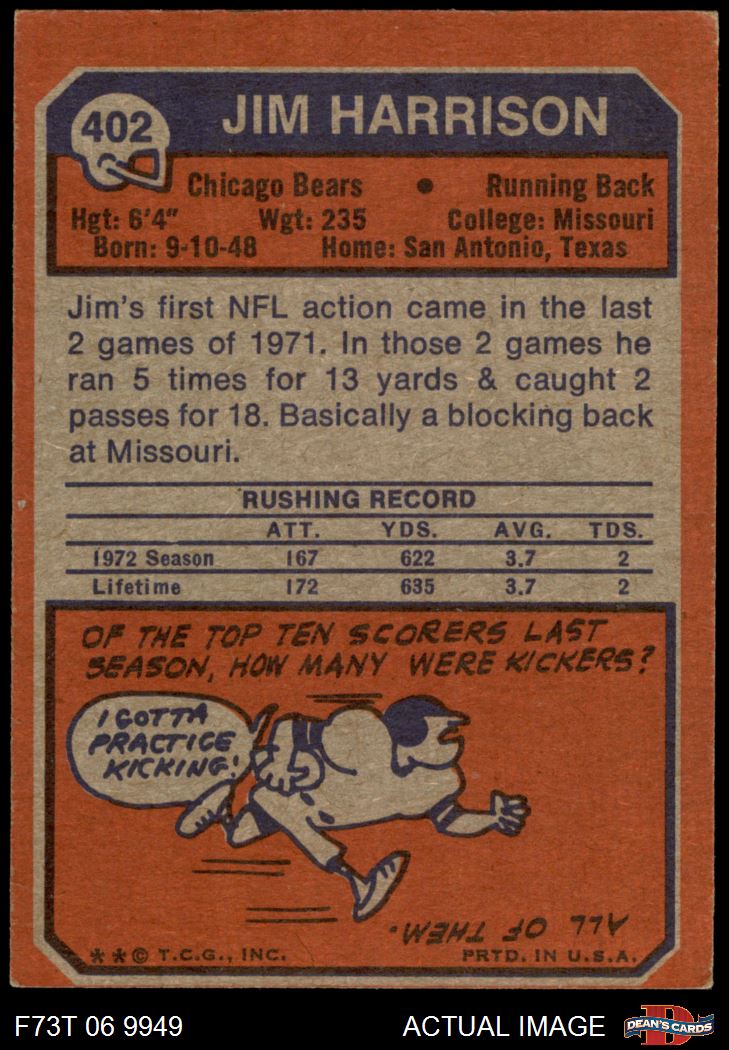 402
JIM HARRISON
Chicago Bears • Running Back
Hgt: 6'4" Wgt: 235 College: Missouri
Born: 9-10-48 Home: San Antonio, Texas
Jim's first NFL action came in the last
2 games of 1971. In those 2 games he
ran 5 times for 13 yards & caught 2
passes for 18. Basically a blocking back
at Missouri.
RUSHING RECORD
ATT. YDS. AVG. TDS.
1972 Season 167 622 3.7 2
Lifetime 172 635 3.7 2
OF THE TOP TEN SCORERS LAST
SEASON, HOW MANY WERE KICKERS?
I GOTTA
PRACTICE
KICKING!
ALL OF THEM.
**© T.C.G., INC. PRTD. IN U.S.A.
F73T 06 9949 ACTUAL IMAGE
D
DEAN'S CARDS